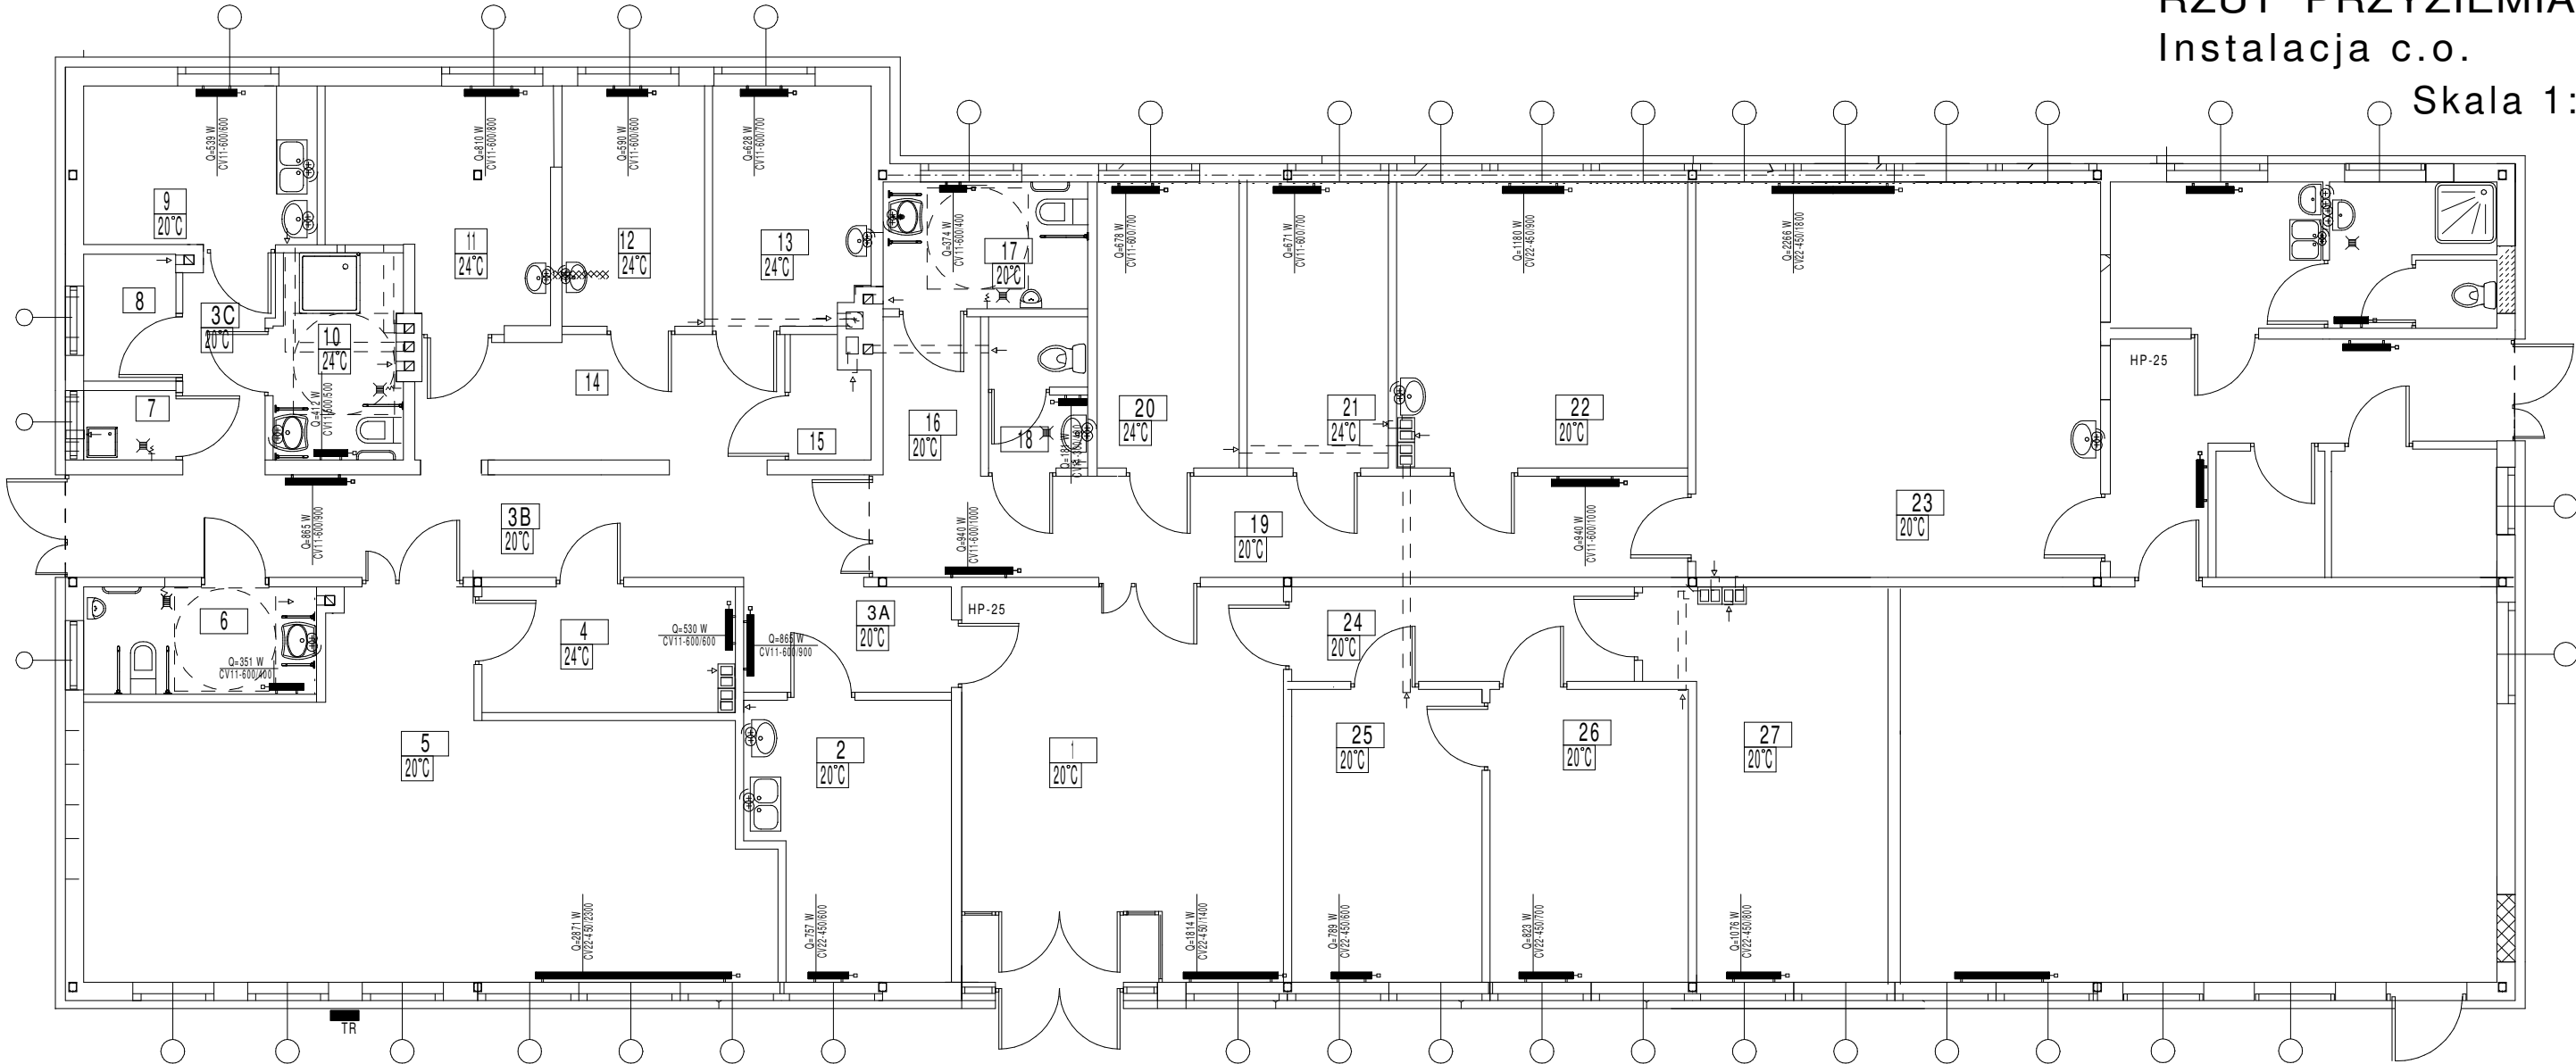 RZUT PRZYZIEMIA
Instalacja c.o.
Skala 1:
Q=539 W
CV11-600/600
Q=810 W
CV11-600/800
Q=590 W
CV11-600/600
Q=628 W
CV11-600/700
9
20°C
11
24°C
12
24°C
13
24°C
Q=374 W
CV11-600/400
17
20°C
Q=678 W
CV11-600/700
Q=671 W
CV11-600/700
Q=1180 W
CV22-450/900
Q=2266 W
CV22-450/1800
8
3C
20°C
10
24°C
7
Q=412 W
CV11-600/500
14
15
16
20°C
18
20
24°C
21
24°C
22
20°C
HP-25
Q=865 W
CV11-600/900
3B
20°C
Q=940 W
CV11-600/1000
19
20°C
Q=940 W
CV11-600/1000
23
20°C
6
Q=351 W
CV11-600/400
4
24°C
Q=530 W
CV11-600/600
Q=865 W
CV11-600/900
3A
20°C
HP-25
24
20°C
5
20°C
2
20°C
1
20°C
25
20°C
26
20°C
27
20°C
Q=2871 W
CV22-450/2300
Q=757 W
CV22-450/600
Q=1814 W
CV22-450/1400
Q=789 W
CV22-450/600
Q=823 W
CV22-450/700
Q=1076 W
CV22-450/800
TR